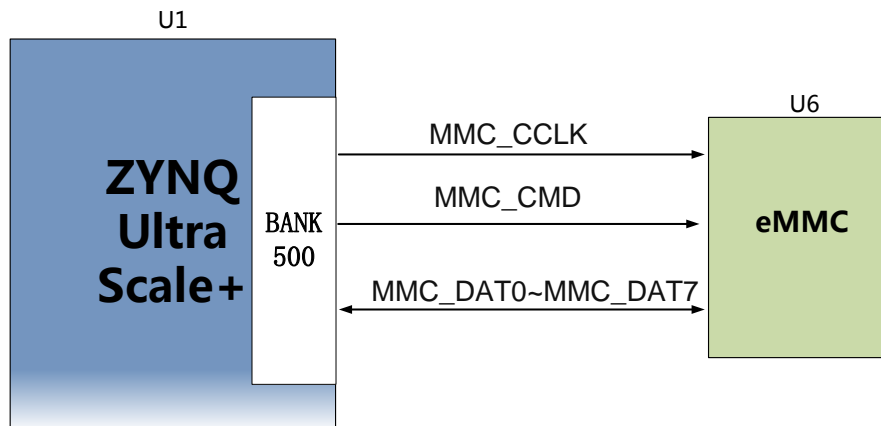 U1
ZYNQ
Ultra
Scale+
BANK
500
MMC_CCLK
MMC_CMD
MMC_DAT0~MMC_DAT7
U6
eMMC